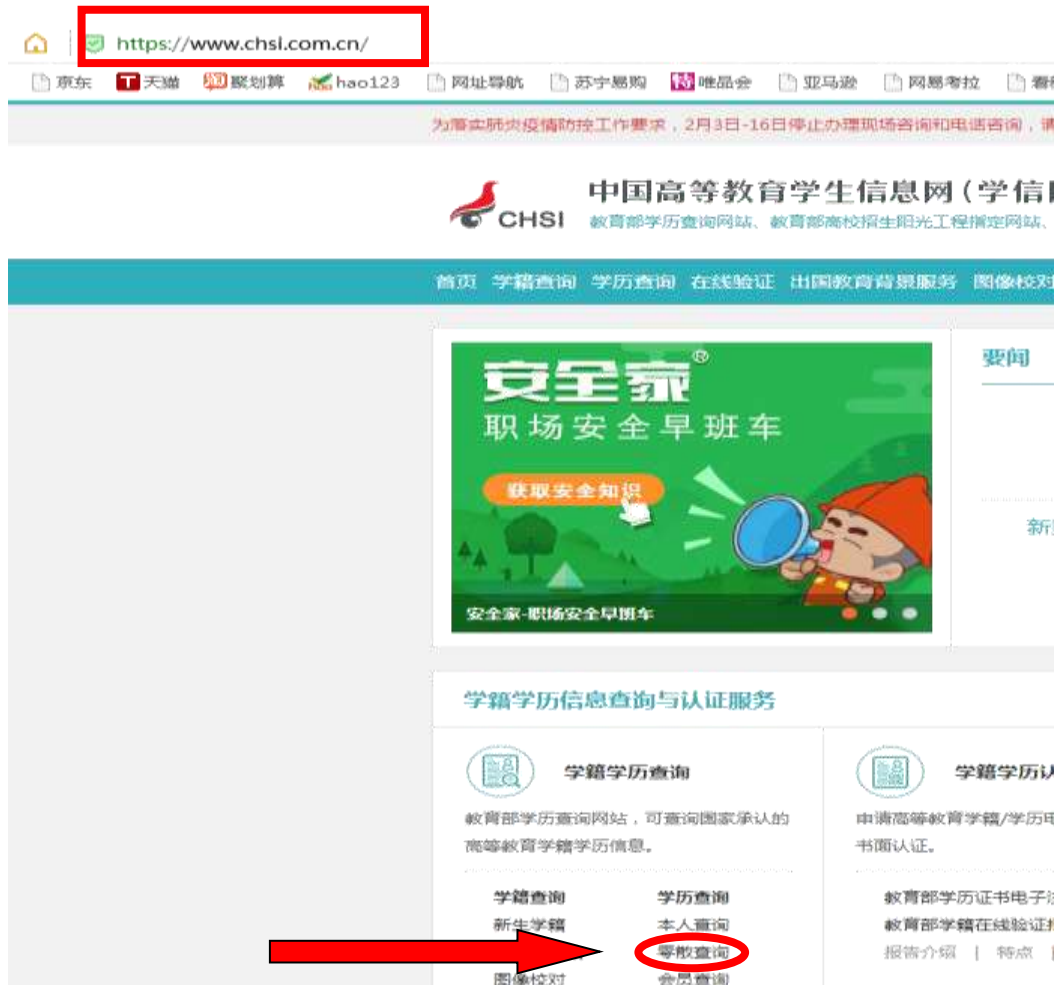 https://www.chsi.com.cn/
京东 天猫 聚划算 hao123 网址导航 苏宁易购 唯品会 亚马逊 网易考拉
为落实肺炎疫情防控工作要求，2月3日-16日停止办理现场咨询和电话咨询，
CHSI
中国高等教育学生信息网(学信
教育部学历查询网站、教育部高校招生阳光工程指定网站、
首页 学籍查询 学历查询 在线验证 出国教育背景服务 图像校对
安全家®
职场安全早班车
获取安全知识
安全家-职场安全早班车
要闻
新
学籍学历信息查询与认证服务
学籍学历查询
教育部学历查询网站，可查询国家承认的
高等教育学籍学历信息。
学籍查询 学历查询
新生学籍 本人查询
零散查询
图像校对 会员查询
学籍学历认
申请高等教育学籍/学历电
书面认证。
教育部学历证书电子注
教育部学籍在线验证报
报告介绍 | 特点